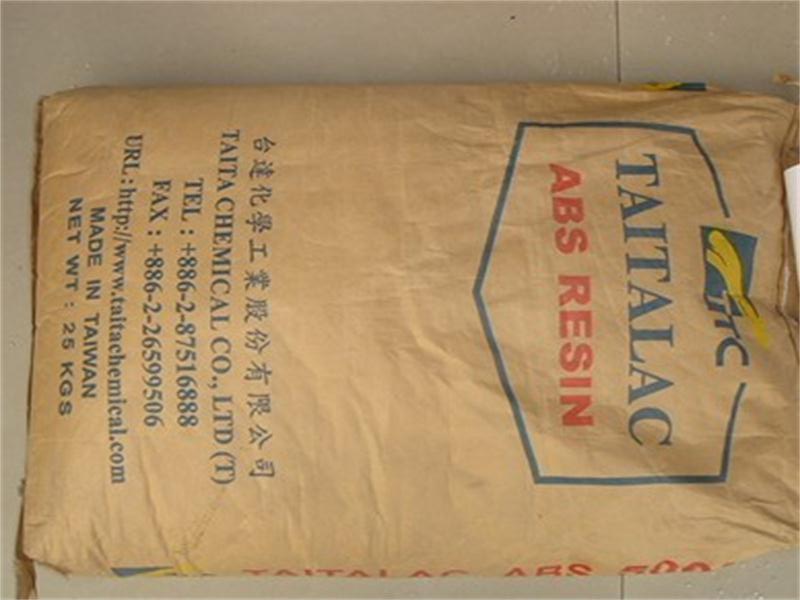 TTC
TAITALAC
ABS RESIN
台達化學工業股份有限公司
TAITA CHEMICAL CO., LTD (T)
TEL : +886-2-87516888
FAX : +886-2-26599506
URL : http://www.taitachemical.com
MADE IN TAIWAN
NET WT : 25 KGS
TAITALAC ABS